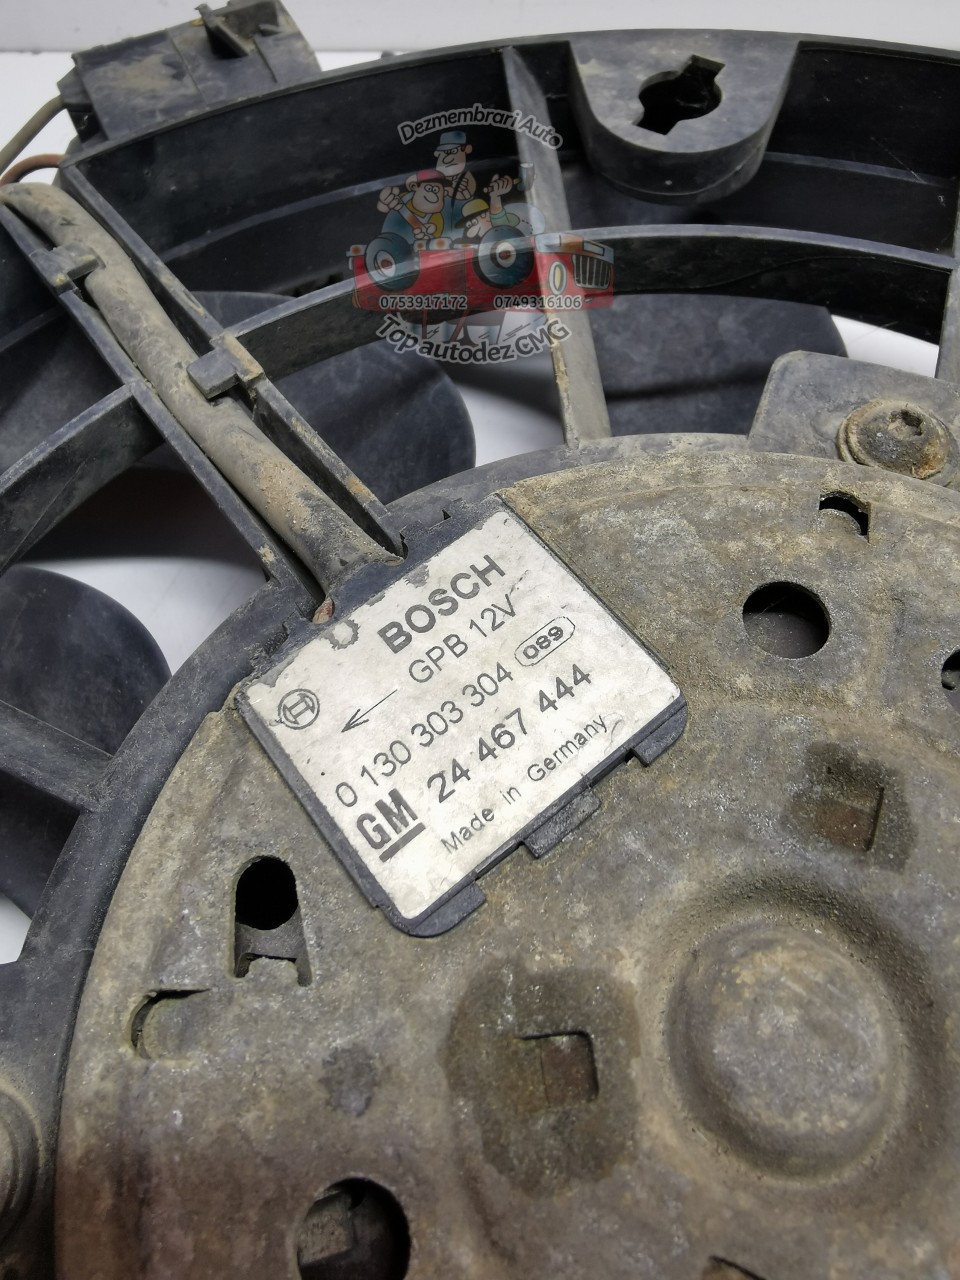 Dezmembrari Auto
0753917172 0749316106
Top autodez CMG
BOSCH
GPB 12V
0 130 303 304 089
GM 24 467 444
Made in Germany